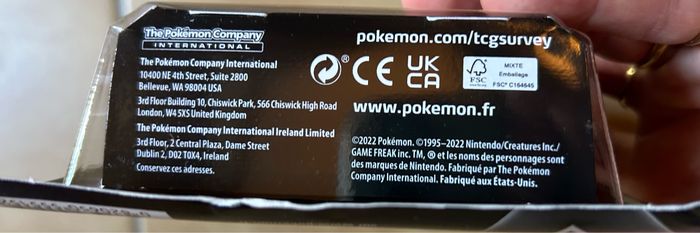 The Pokémon Company
INTERNATIONAL
The Pokémon Company International
10400 NE 4th Street, Suite 2800
Bellevue, WA 98004 USA
3rd Floor Building 10, Chiswick Park, 566 Chiswick High Road
London, W4 5XS United Kingdom
The Pokémon Company International Ireland Limited
3rd Floor, 2 Central Plaza, Dame Street
Dublin 2, D02 T0X4, Ireland
Conservez ces adresses.
pokemon.com/tcgsurvey
® CE UK
CA
FSC
MIXTE
Emballage
FSC® C164645
www.pokemon.fr
©2022 Pokémon. ©1995–2022 Nintendo/Creatures Inc./
GAME FREAK inc. TM, ® et les noms des personnages sont
des marques de Nintendo. Fabriqué par The Pokémon
Company International. Fabriqué aux États-Unis.